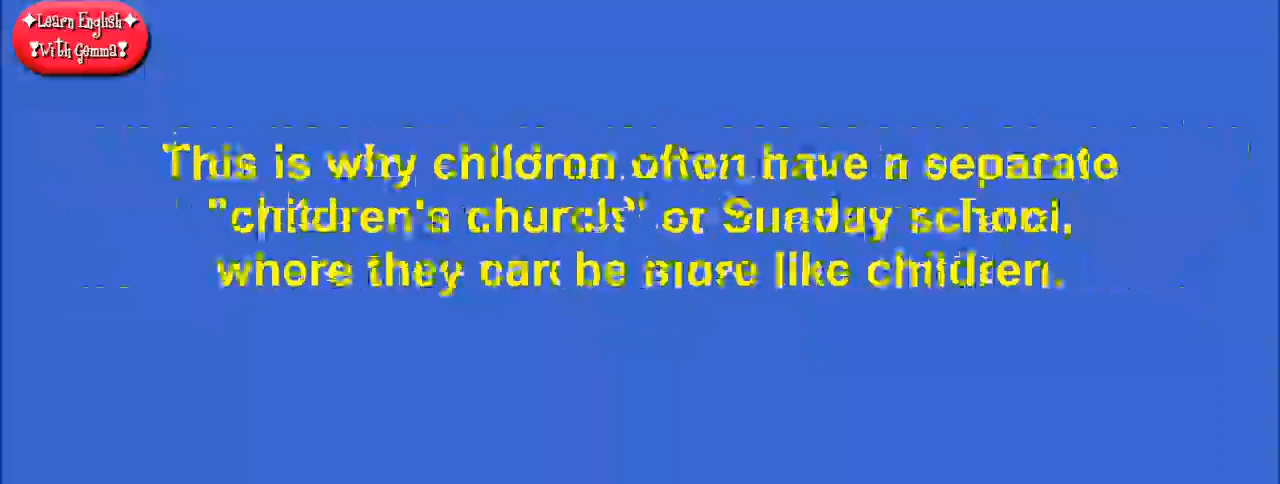 ✦Learn English✦
❣With Gemma❣
This is why children often have a separate
"children's church" or Sunday school,
where they can be more like children.